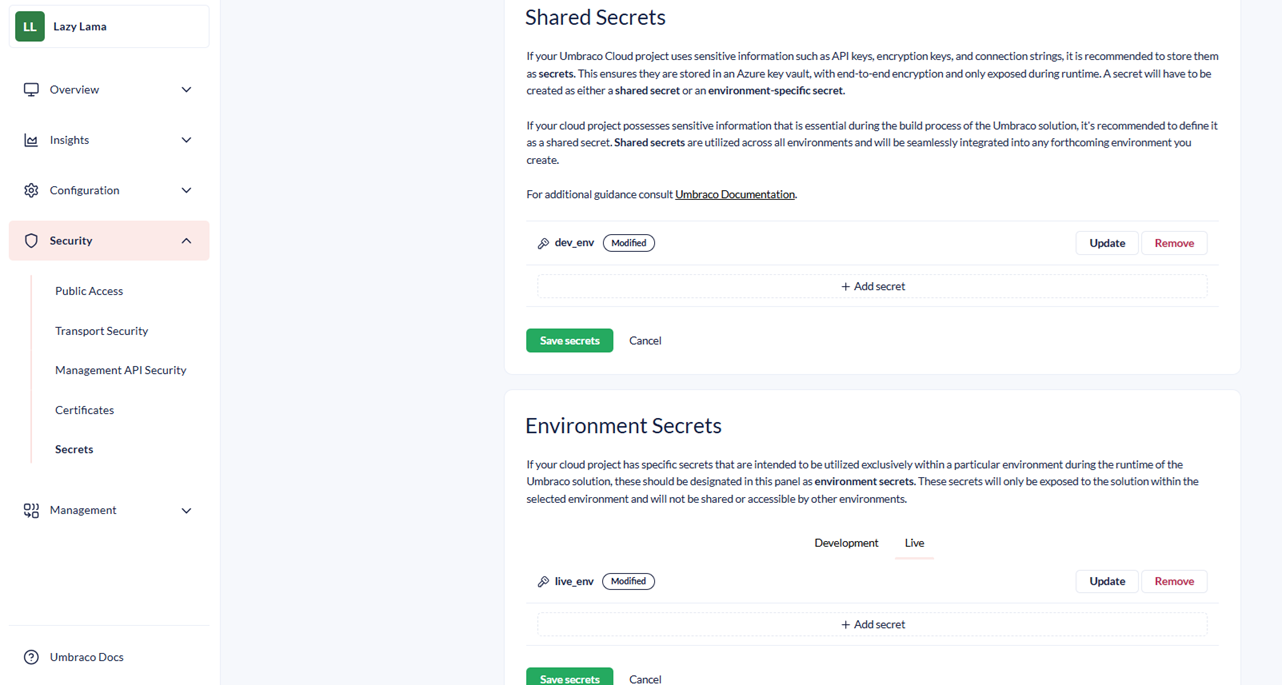 LL Lazy Lama
Overview
Insights
Configuration
Security
Public Access
Transport Security
Management API Security
Certificates
Secrets
Management
Umbraco Docs
Shared Secrets
If your Umbraco Cloud project uses sensitive information such as API keys, encryption keys, and connection strings, it is recommended to store them
as secrets. This ensures they are stored in an Azure key vault, with end-to-end encryption and only exposed during runtime. A secret will have to be
created as either a shared secret or an environment-specific secret.
If your cloud project possesses sensitive information that is essential during the build process of the Umbraco solution, it's recommended to define it
as a shared secret. Shared secrets are utilized across all environments and will be seamlessly integrated into any forthcoming environment you
create.
For additional guidance consult Umbraco Documentation.
dev_env Modified Update Remove
+ Add secret
Save secrets Cancel
Environment Secrets
If your cloud project has specific secrets that are intended to be utilized exclusively within a particular environment during the runtime of the
Umbraco solution, these should be designated in this panel as environment secrets. These secrets will only be exposed to the solution within the
selected environment and will not be shared or accessible by other environments.
Development Live
live_env Modified Update Remove
+ Add secret
Save secrets Cancel